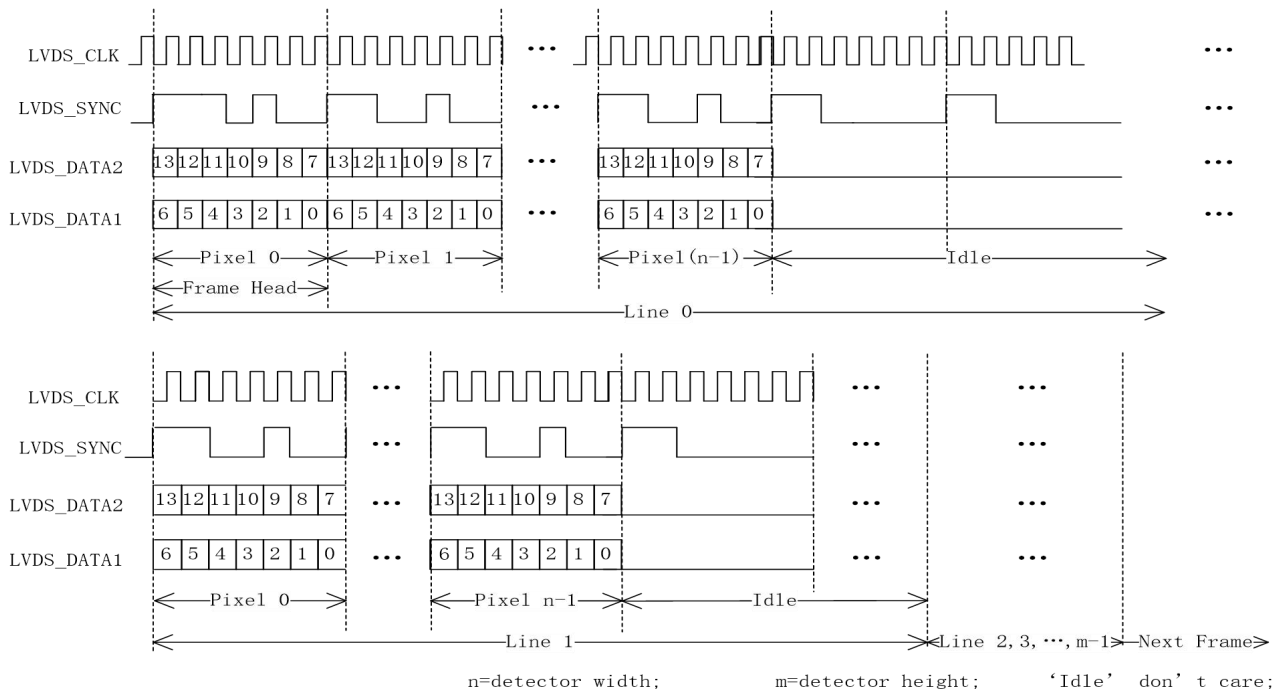 LVDS_CLK ••• •••
LVDS_SYNC ••• •••
LVDS_DATA2 13 12 11 10 9 8 7 13 12 11 10 9 8 7 ••• 13 12 11 10 9 8 7 •••
LVDS_DATA1 6 5 4 3 2 1 0 6 5 4 3 2 1 0 ••• 6 5 4 3 2 1 0 •••
Pixel 0 Pixel 1 Pixel(n-1) Idle
Frame Head
Line 0
LVDS_CLK ••• ••• •••
LVDS_SYNC ••• ••• •••
LVDS_DATA2 13 12 11 10 9 8 7 ••• 13 12 11 10 9 8 7 ••• •••
LVDS_DATA1 6 5 4 3 2 1 0 ••• 6 5 4 3 2 1 0 ••• •••
Pixel 0 Pixel n-1 Idle
Line 1 Line 2,3,⋯,m-1 Next Frame
n=detector width; m=detector height; ‘Idle’ don’t care;